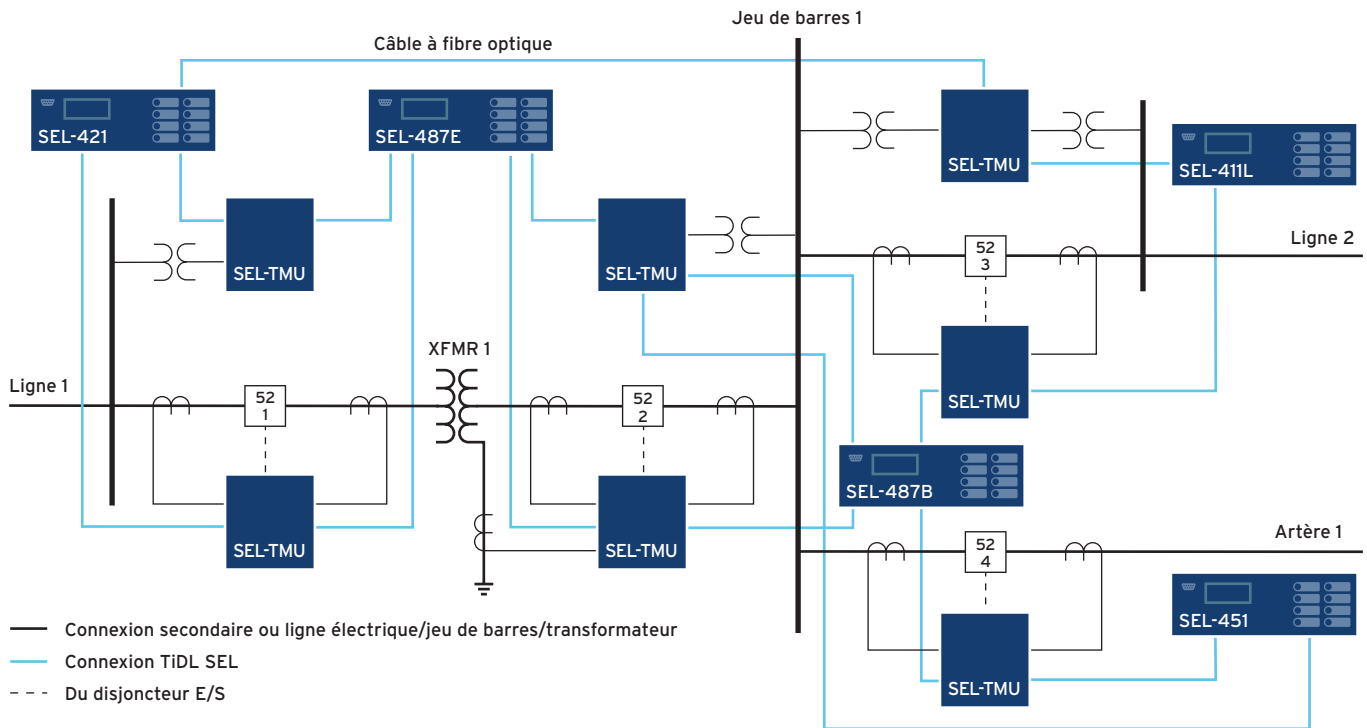 Jeu de barres 1
Câble à fibre optique
SEL-421
SEL-487E
SEL-TMU
SEL-411L
SEL-TMU
SEL-TMU
52
3
Ligne 2
SEL-TMU
XFMR 1
Ligne 1
52
1
52
2
SEL-TMU
SEL-487B
SEL-TMU
SEL-TMU
52
4
Artère 1
SEL-451
SEL-TMU
Connexion secondaire ou ligne électrique/jeu de barres/transformateur
Connexion TiDL SEL
Du disjoncteur E/S